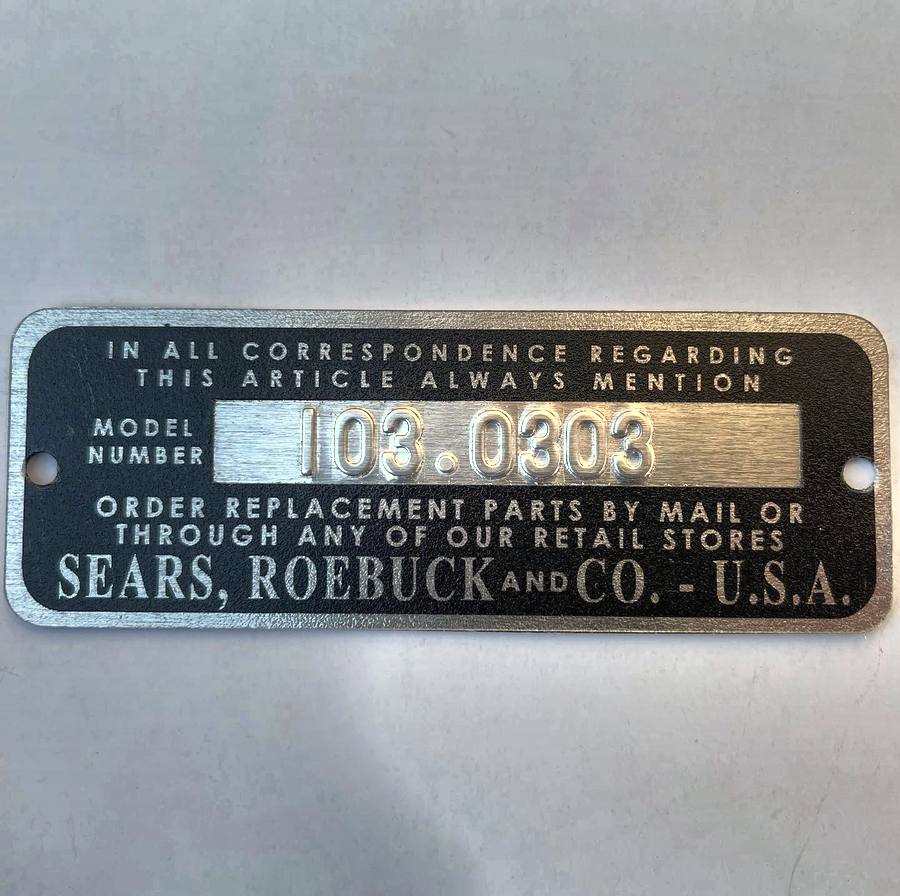 IN ALL CORRESPONDENCE REGARDING
THIS ARTICLE ALWAYS MENTION
MODEL
NUMBER
103.0303
ORDER REPLACEMENT PARTS BY MAIL OR
THROUGH ANY OF OUR RETAIL STORES
SEARS, ROEBUCK AND CO. - U.S.A.